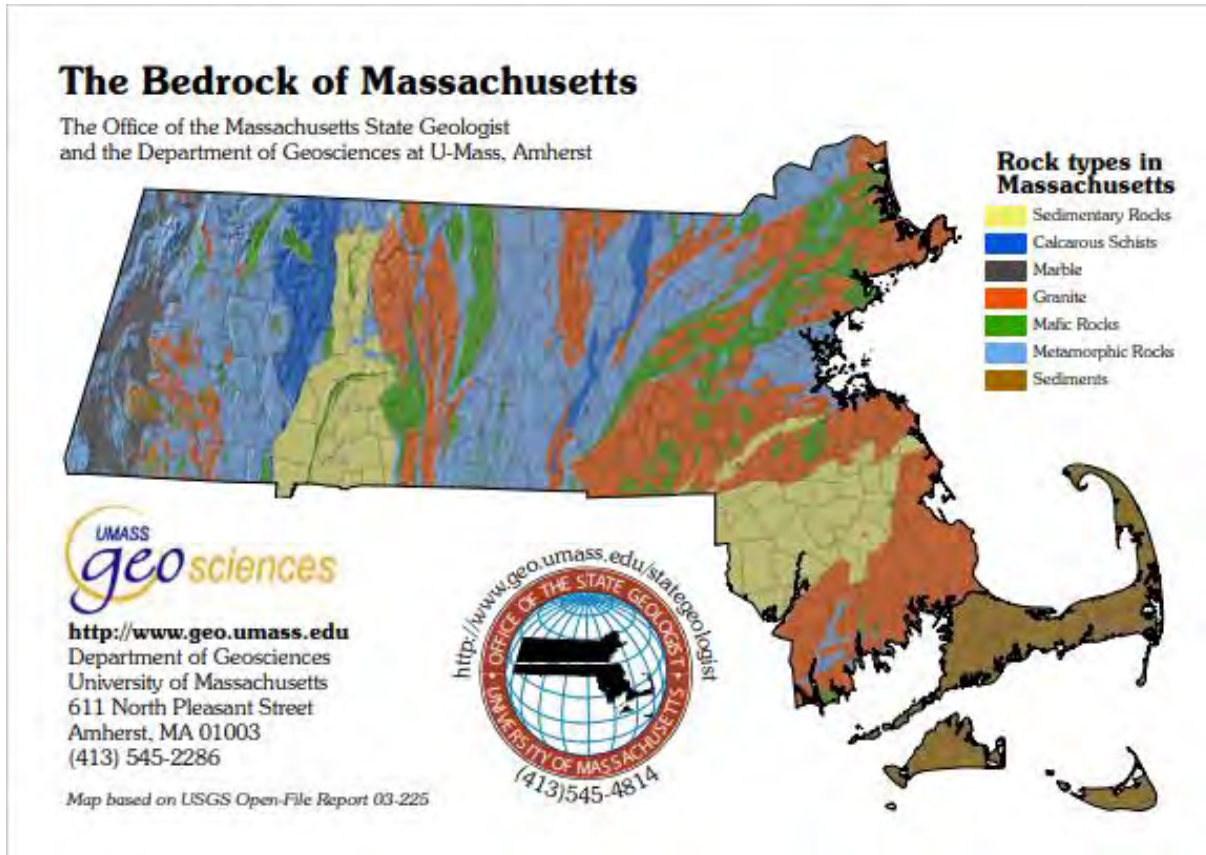 The Bedrock of Massachusetts
The Office of the Massachusetts State Geologist
and the Department of Geosciences at U-Mass, Amherst
Rock types in
Massachusetts
Sedimentary Rocks
Calcarous Schists
Marble
Granite
Mafic Rocks
Metamorphic Rocks
Sediments
UMASS
geosciences
http://www.geo.umass.edu
Department of Geosciences
University of Massachusetts
611 North Pleasant Street
Amherst, MA 01003
(413) 545-2286
Map based on USGS Open-File Report 03-225
http://www.geo.umass.edu/stategeologist
OFFICE OF THE STATE GEOLOGIST
UNIVERSITY OF MASSACHUSETTS
(413)545-4814